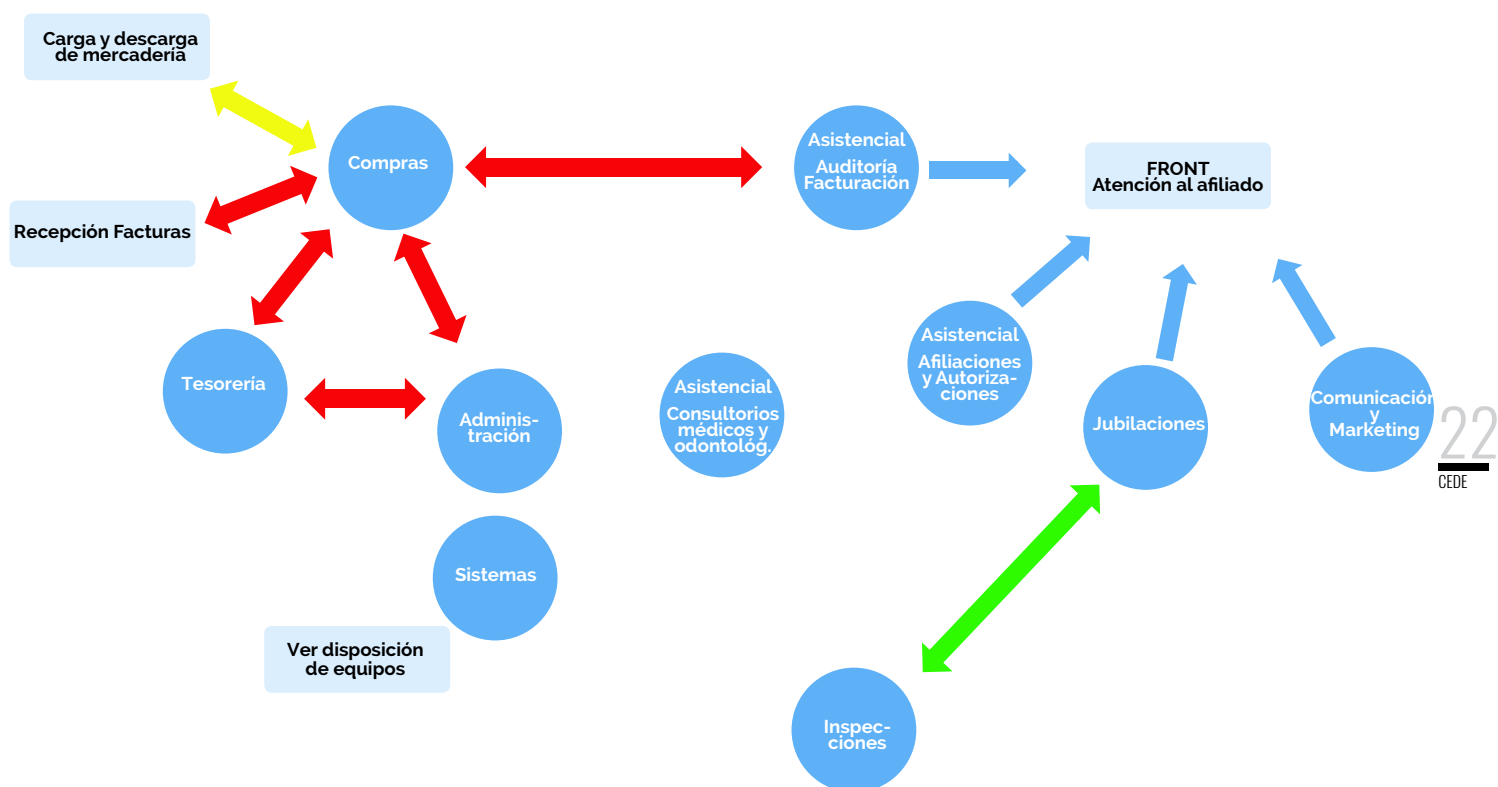 Carga y descarga
de mercadería
Compras
Recepción Facturas
Tesorería
Adminis-
tración
Sistemas
Ver disposición
de equipos
Asistencial
Auditoría
Facturación
FRONT
Atención al afiliado
Asistencial
Consultorios
médicos y
odontológ.
Asistencial
Afiliaciones
y Autoriza-
ciones
Jubilaciones
Comunicación
y
Marketing
22
CEDE
Inspec-
ciones